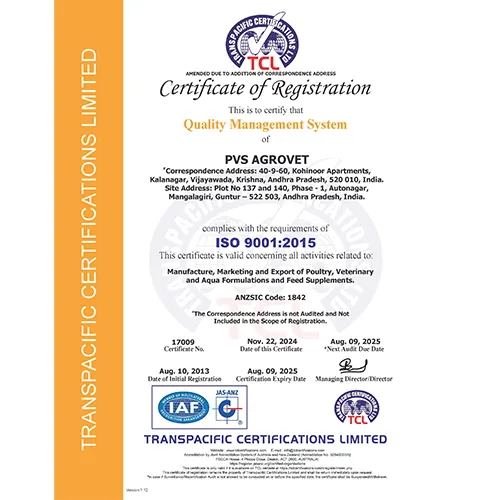 TRANSPACIFIC CERTIFICATIONS LIMITED
TRANSPACIFIC CERTIFICATIONS LTD
TCL
AMENDED DUE TO ADDITION OF CORRESPONDENCE ADDRESS
Certificate of Registration
This is to certify that
Quality Management System
of
PVS AGROVET
*Correspondence Address: 40-9-60, Kohinoor Apartments,
Kalanagar, Vijayawada, Krishna, Andhra Pradesh, 520 010, India.
Site Address: Plot No 137 and 140, Phase - 1, Autonagar,
Mangalagiri, Guntur – 522 503, Andhra Pradesh, India.
complies with the requirements of
ISO 9001:2015
This certificate is valid concerning all activities related to:
Manufacture, Marketing and Export of Poultry, Veterinary
and Aqua Formulations and Feed Supplements.
ANZSIC Code: 1842
*The Correspondence Address is not Audited and Not
Included in the Scope of Registration.
17009 Nov. 22, 2024 Aug. 09, 2025
Certificate No. Date of this Certificate *Next Audit Due Date
Aug. 10, 2013 Aug. 09, 2025
Date of Initial Registration Certification Expiry Date Managing Director/Director
IAF
JAS-ANZ
TCL
TRANSPACIFIC CERTIFICATIONS LIMITED
Version 1.12